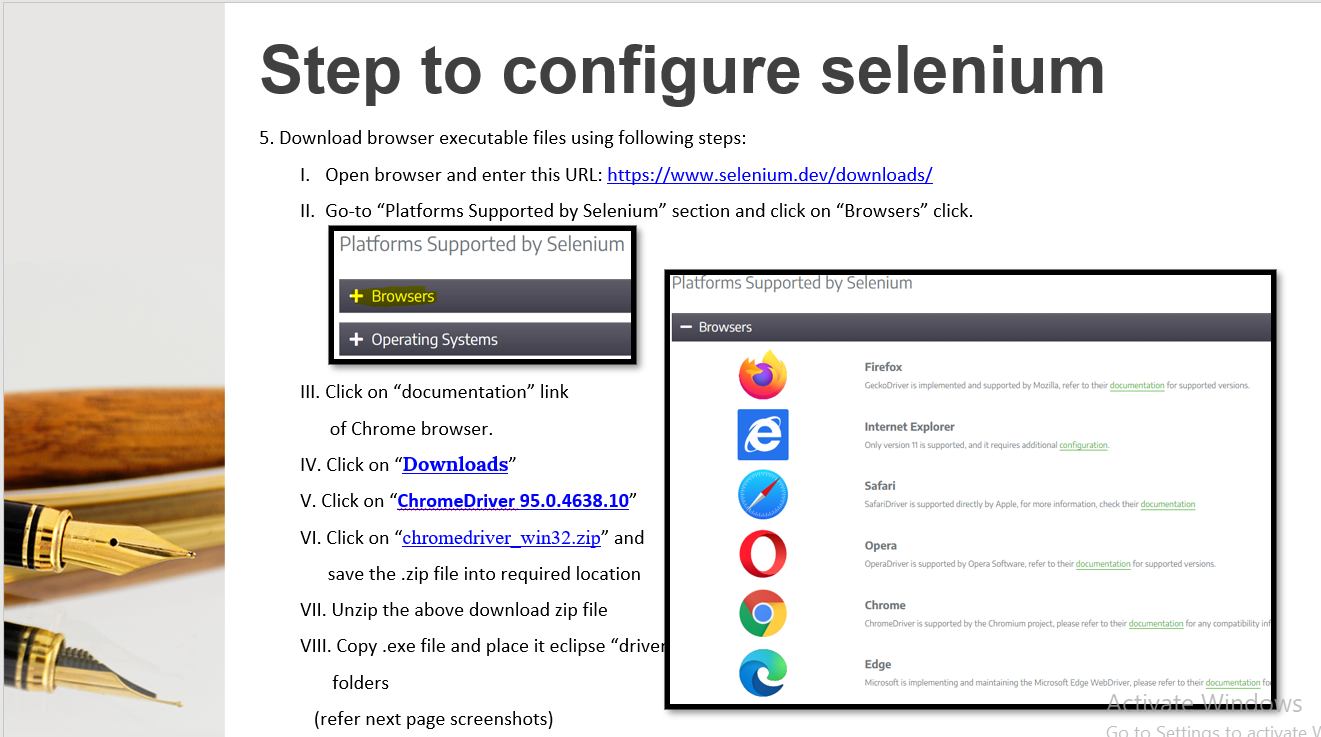 Step to configure selenium
5. Download browser executable files using following steps:
I. Open browser and enter this URL: https://www.selenium.dev/downloads/
II. Go-to “Platforms Supported by Selenium” section and click on “Browsers” click.
Platforms Supported by Selenium
+ Browsers
+ Operating Systems
III. Click on “documentation” link
of Chrome browser.
IV. Click on “Downloads”
V. Click on “ChromeDriver 95.0.4638.10”
VI. Click on “chromedriver_win32.zip” and
save the .zip file into required location
VII. Unzip the above download zip file
VIII. Copy .exe file and place it eclipse “driver
folders
(refer next page screenshots)
Platforms Supported by Selenium
− Browsers
Firefox
GeckoDriver is implemented and supported by Mozilla, refer to their documentation for supported versions.
Internet Explorer
Only version 11 is supported, and it requires additional configuration.
Safari
SafariDriver is supported directly by Apple, for more information, check their documentation
Opera
OperaDriver is supported by Opera Software, refer to their documentation for supported versions.
Chrome
ChromeDriver is supported by the Chromium project, please refer to their documentation for any compatibility inf
Edge
Microsoft is implementing and maintaining the Microsoft Edge WebDriver, please refer to their documentation fo
Activate Windows
Go to Settings to activate W